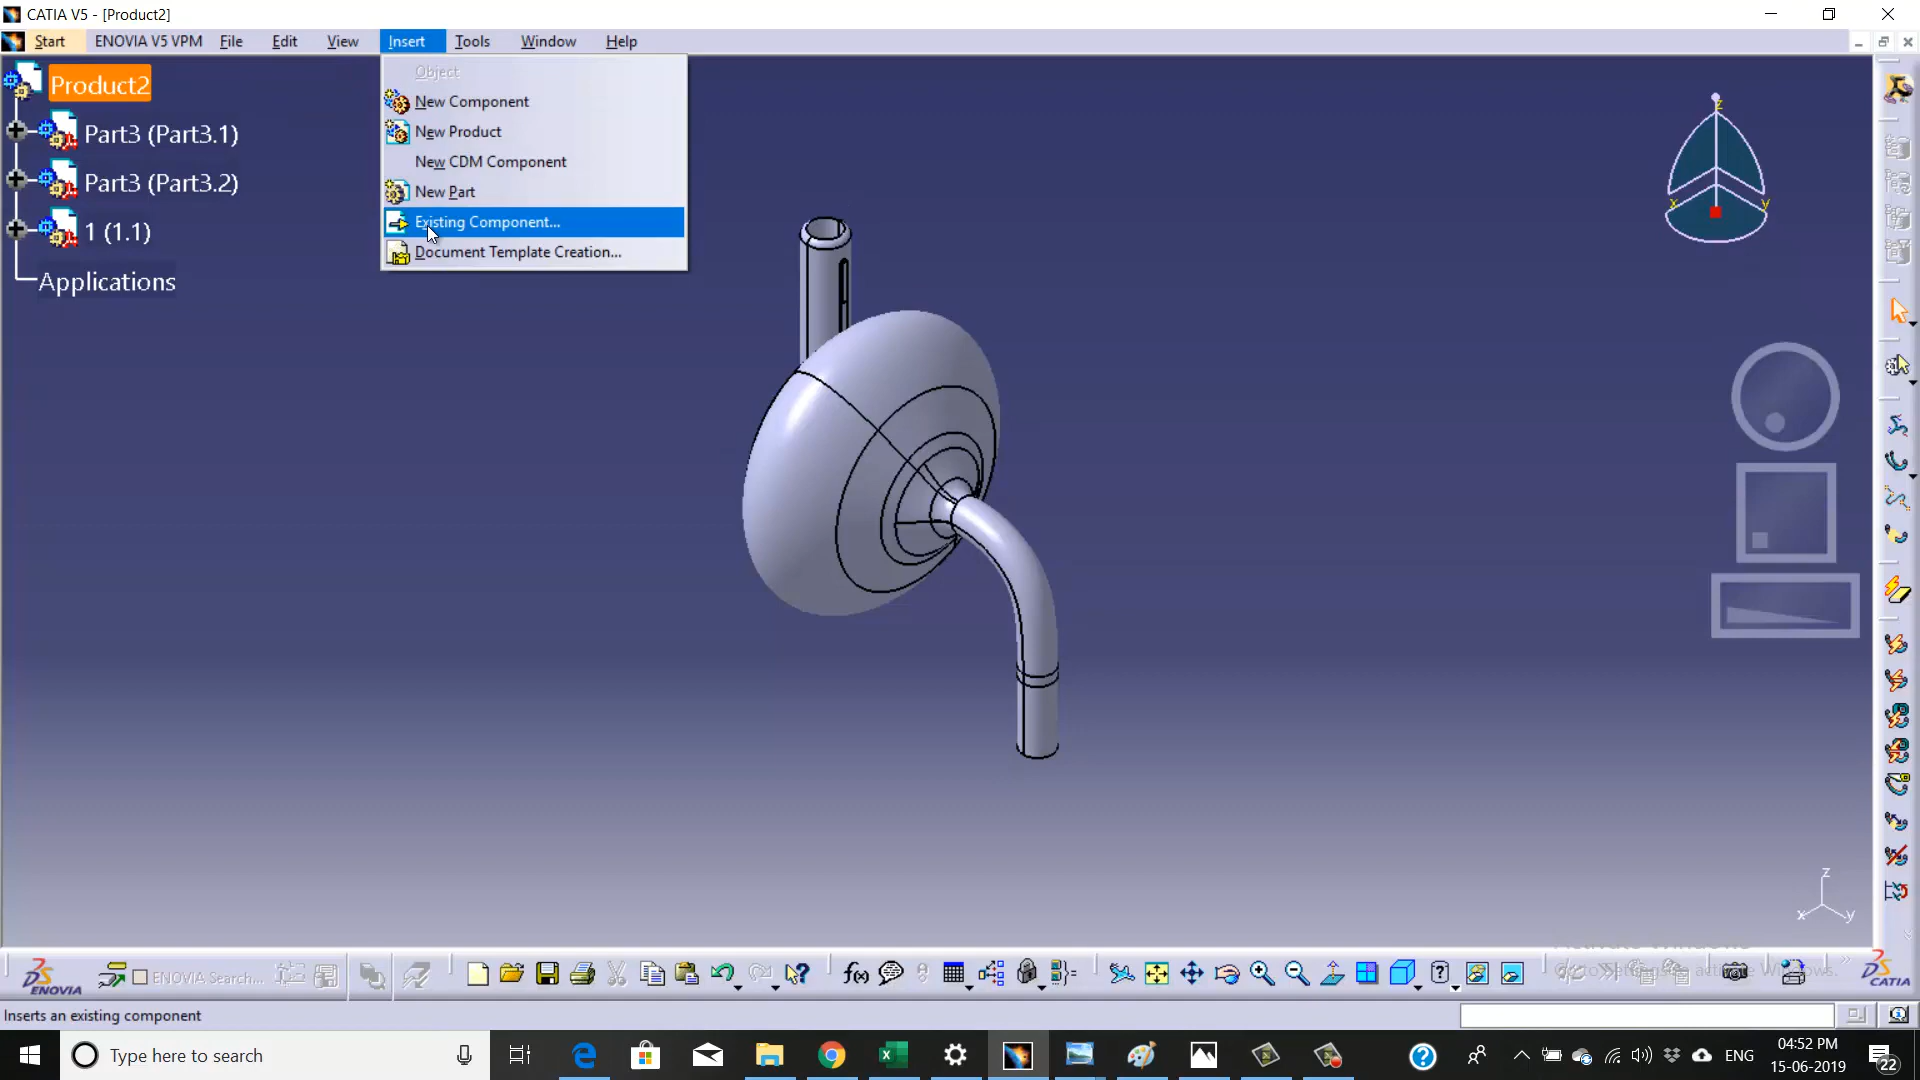 CATIA V5 - [Product2]
Start ENOVIA V5 VPM File Edit View Insert Tools Window Help
Product2
Part3 (Part3.1)
Part3 (Part3.2)
1 (1.1)
Applications
Object
New Component
New Product
New CDM Component
New Part
Existing Component...
Document Template Creation...
z
x y
z
x y
ENOVIA
ENOVIA Search...
f(x)
CATIA
Inserts an existing component
Type here to search
ENG
04:52 PM
15-06-2019
22